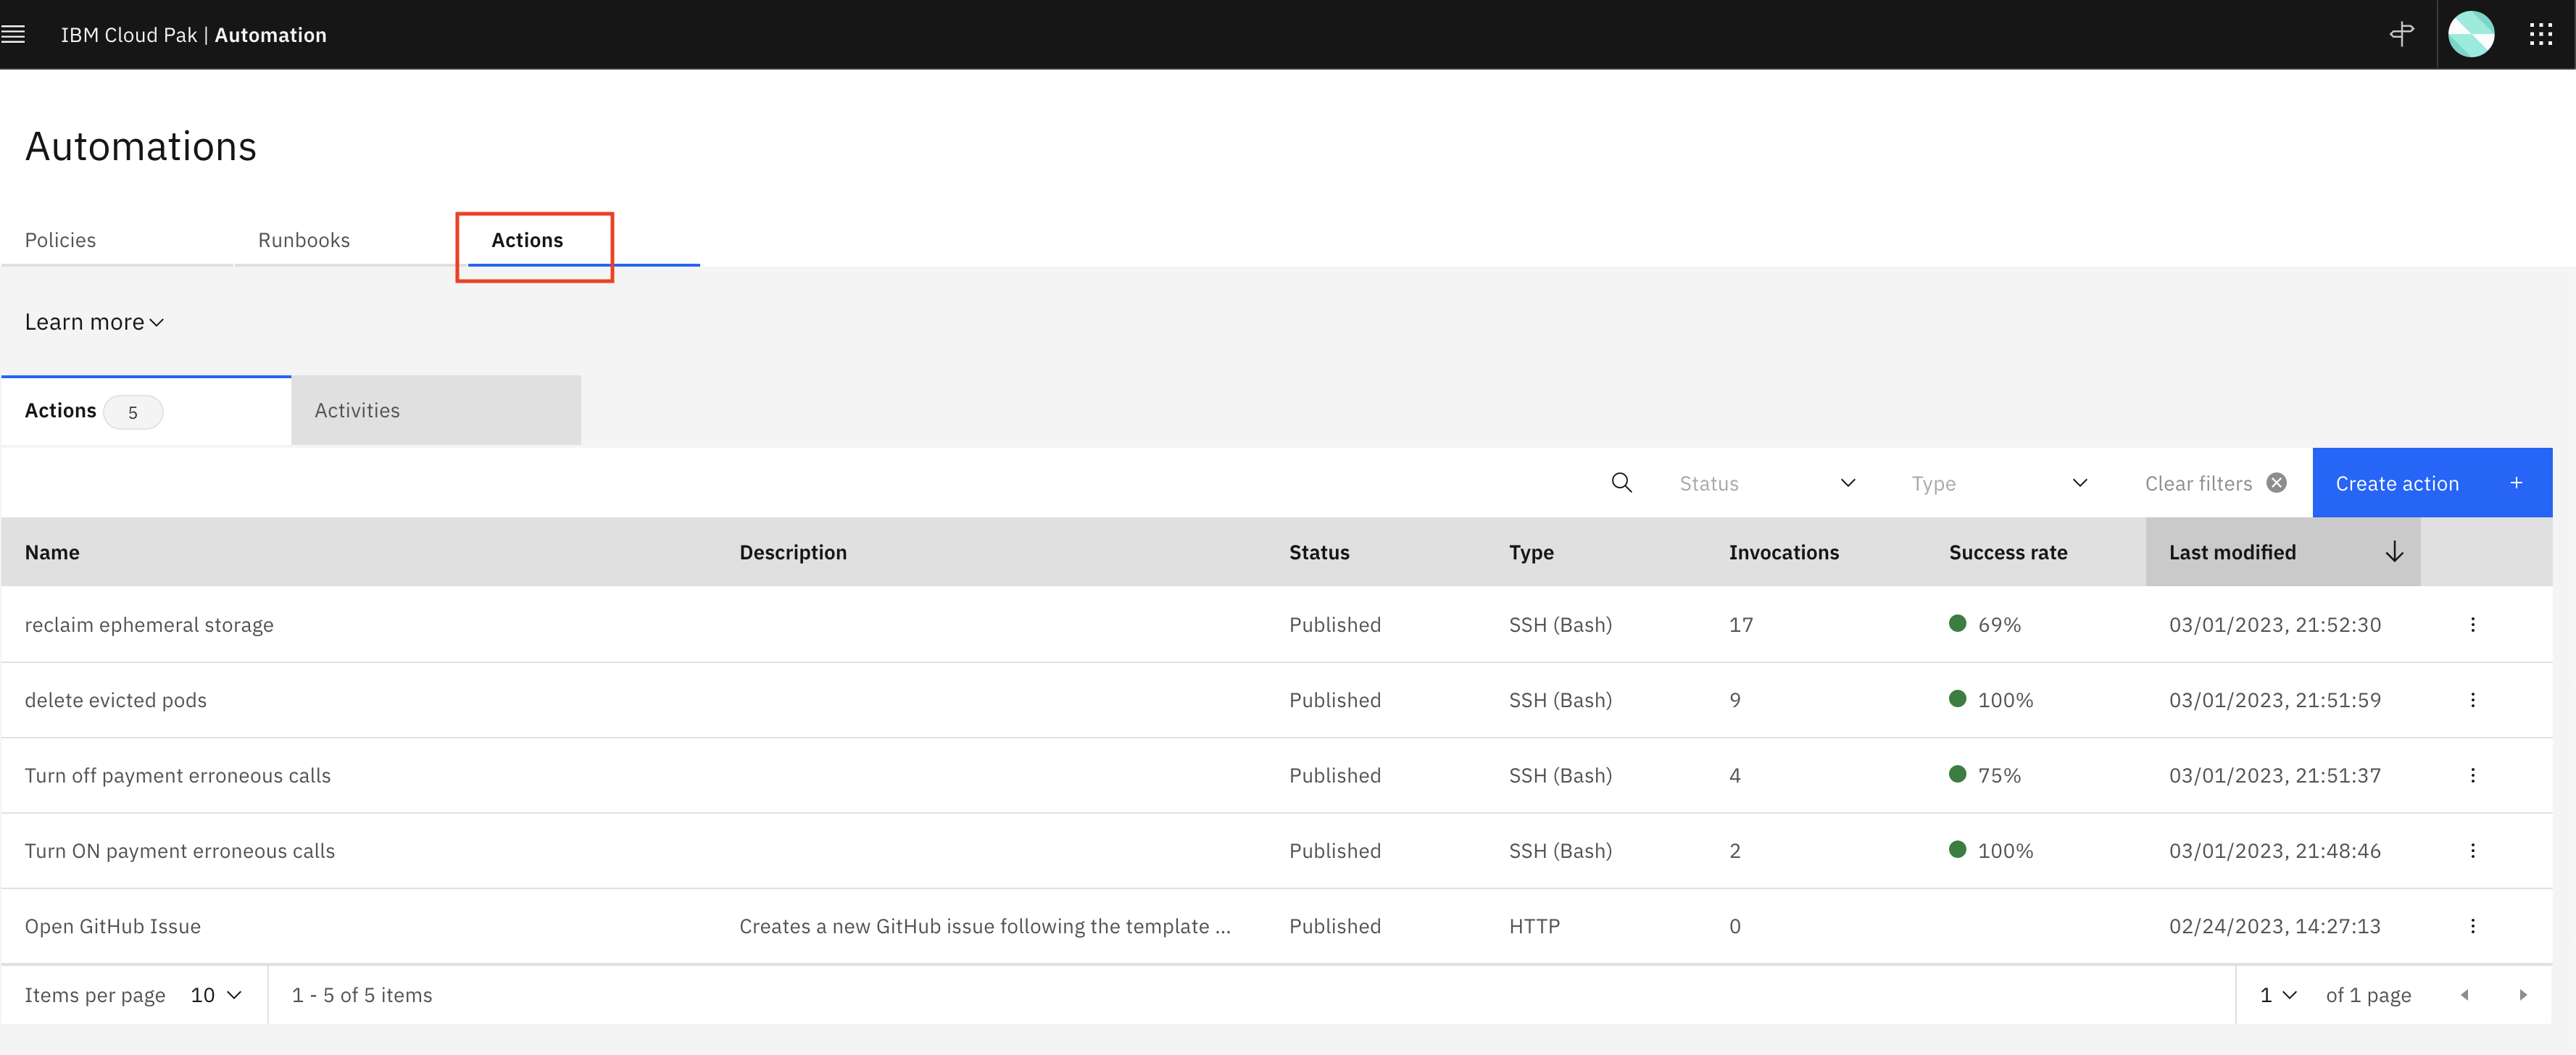 IBM Cloud Pak | Automation
Automations
Policies Runbooks Actions
Learn more
Actions 5 Activities
Status Type Clear filters Create action +
Name Description Status Type Invocations Success rate Last modified
reclaim ephemeral storage Published SSH (Bash) 17 69% 03/01/2023, 21:52:30
delete evicted pods Published SSH (Bash) 9 100% 03/01/2023, 21:51:59
Turn off payment erroneous calls Published SSH (Bash) 4 75% 03/01/2023, 21:51:37
Turn ON payment erroneous calls Published SSH (Bash) 2 100% 03/01/2023, 21:48:46
Open GitHub Issue Creates a new GitHub issue following the template ... Published HTTP 0 02/24/2023, 14:27:13
Items per page 10 1 - 5 of 5 items 1 of 1 page